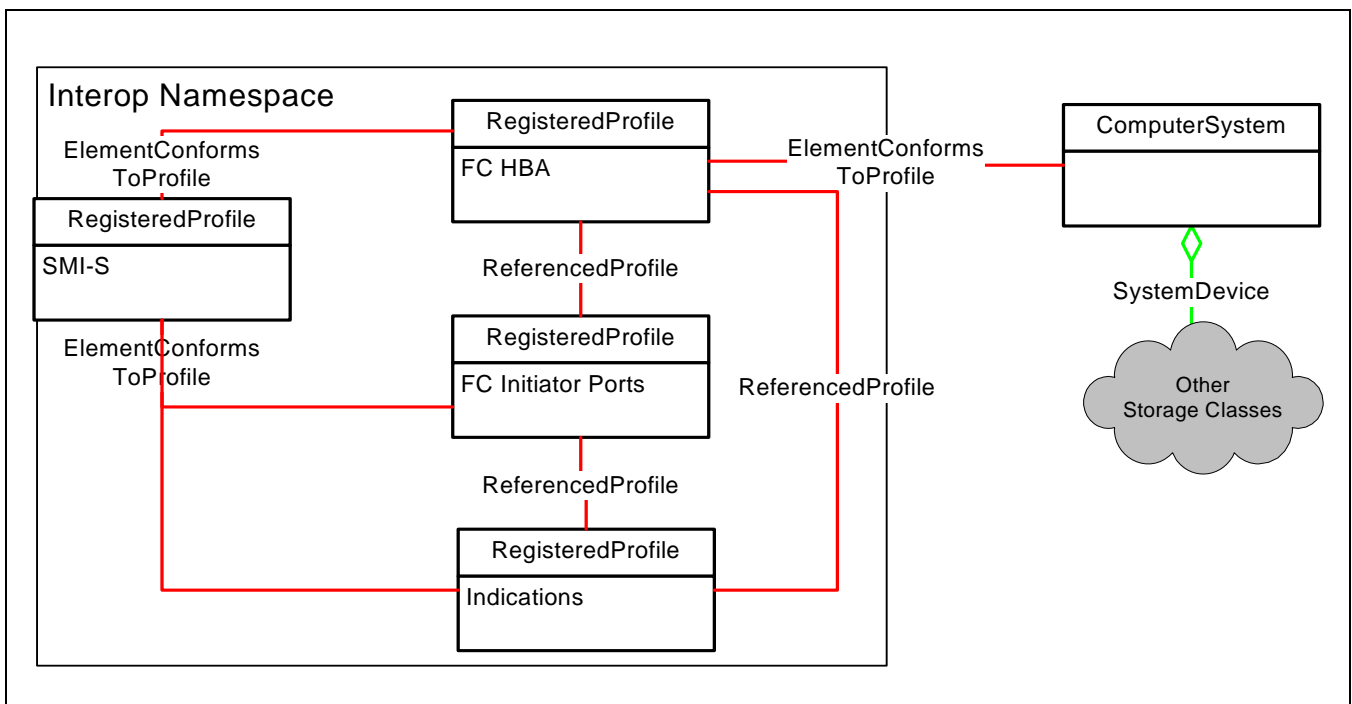 Interop Namespace
RegisteredProfile
FC HBA
ElementConforms
ToProfile
ElementConforms
ToProfile
ComputerSystem
RegisteredProfile
SMI-S
ReferencedProfile
SystemDevice
ElementConforms
ToProfile
RegisteredProfile
FC Initiator Ports
ReferencedProfile
Other
Storage Classes
ReferencedProfile
RegisteredProfile
Indications